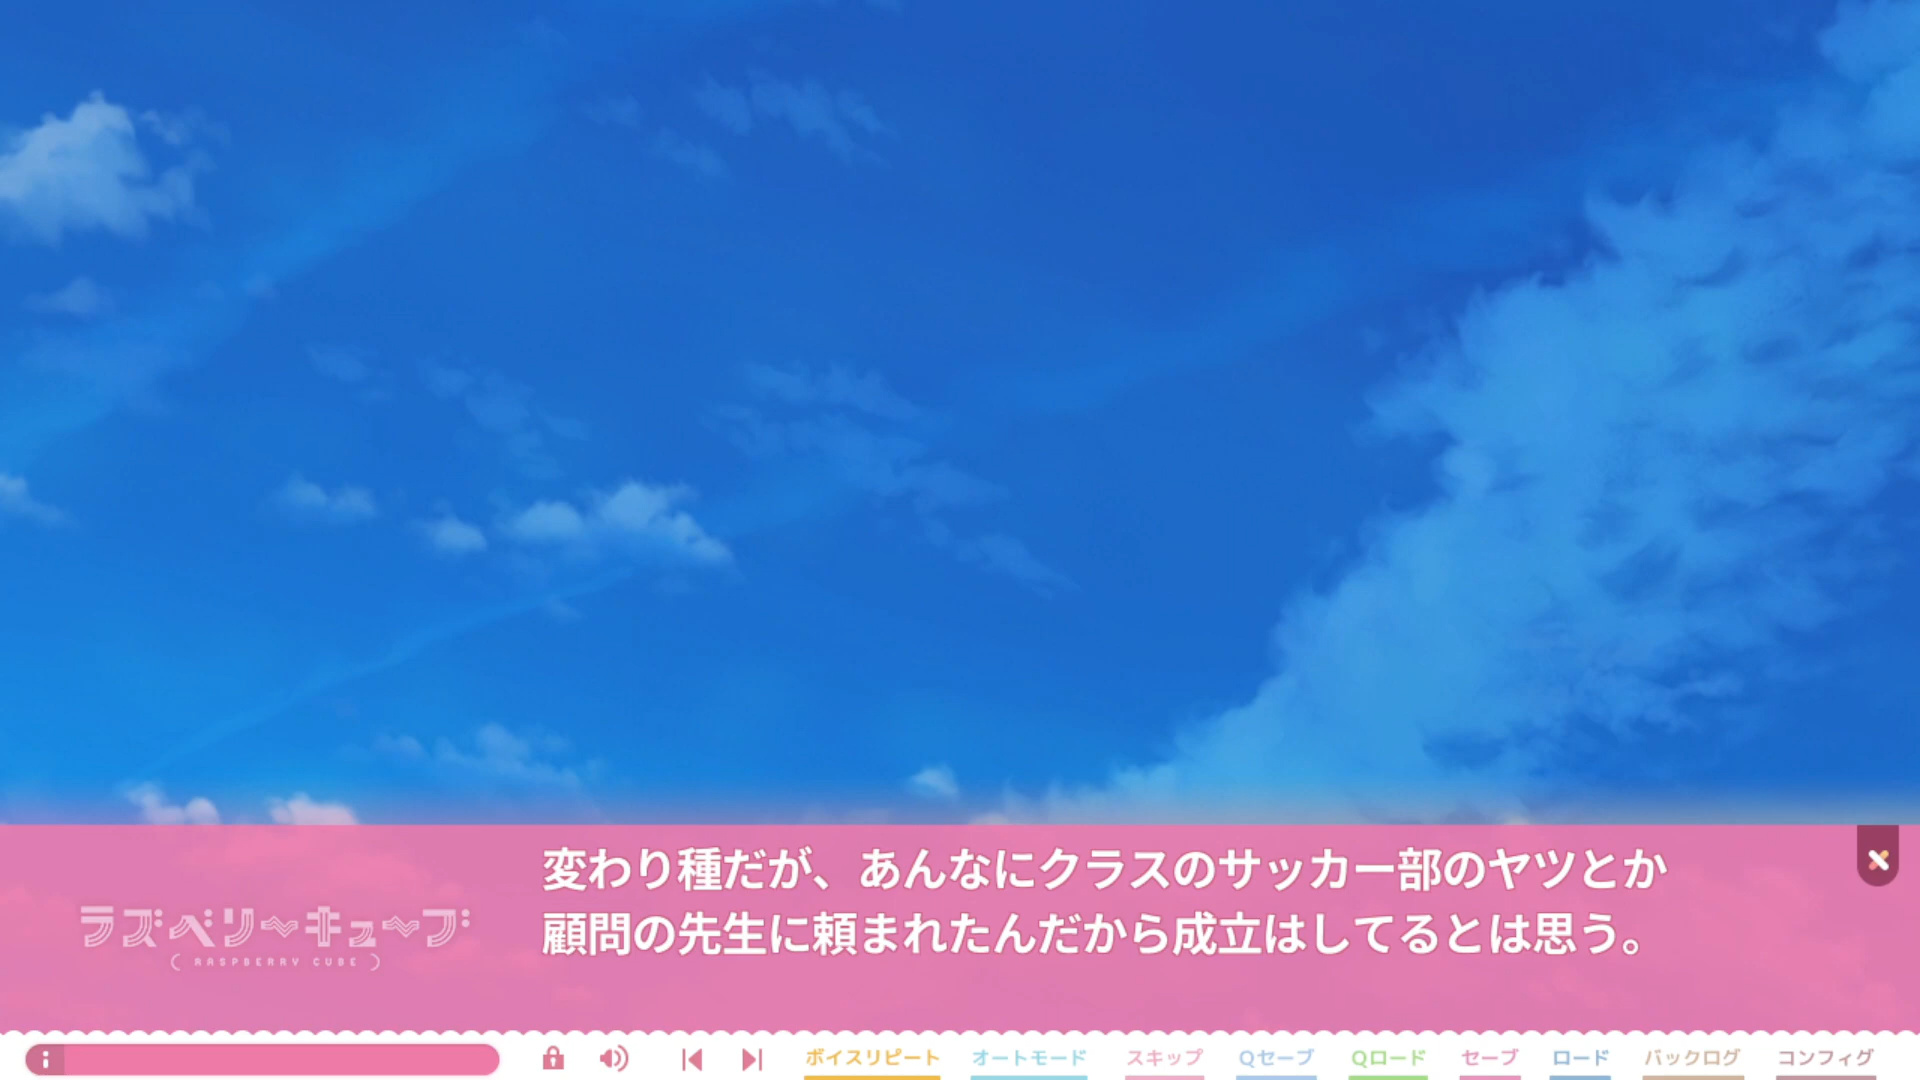 変わり種だが、あんなにクラスのサッカー部のヤツとか
顧問の先生に頼まれたんだから成立はしてるとは思う。
ラズベリーキューブ
( RASPBERRY CUBE )
i
ボイスリピート オートモード スキップ Qセーブ Qロード セーブ ロード バックログ コンフィグ